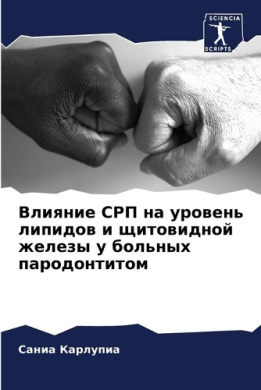 SCIENCIA
SCRIPTS
Влияние СРП на уровень
липидов и щитовидной
железы у больных
пародонтитом
Саниа Карлупиа